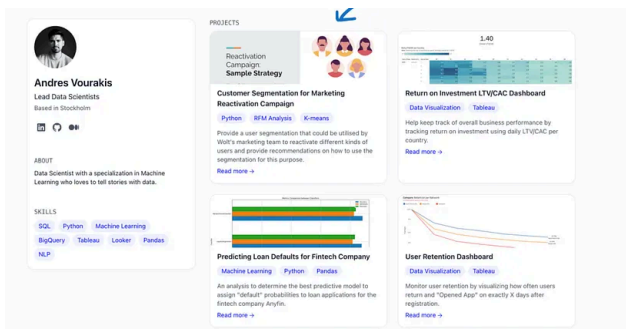 Andres Vourakis
Lead Data Scientists
Based in Stockholm
ABOUT
Data Scientist with a specialization in Machine
Learning who loves to tell stories with data.
SKILLS
SQL Python Machine Learning
BigQuery Tableau Looker Pandas
NLP
PROJECTS
Reactivation
Campaign:
Sample Strategy
Customer Segmentation for Marketing
Reactivation Campaign
Python RFM Analysis K-means
Provide a user segmentation that could be utilised by
Wolt's marketing team to reactivate different kinds of
users and provide recommendations on how to use the
segmentation for this purpose.
Read more →
1.40
Return on Investment LTV/CAC Dashboard
Data Visualization Tableau
Help keep track of overall business performance by
tracking return on investment using daily LTV/CAC per
country.
Read more →
Predicting Loan Defaults for Fintech Company
Machine Learning Python Pandas
An analysis to determine the best predictive model to
assign "default" probabilities to loan applications for the
fintech company Anyfin.
Read more →
User Retention Dashboard
Data Visualization Tableau
Monitor user retention by visualizing how often users
return and "Opened App" on exactly X days after
registration.
Read more →